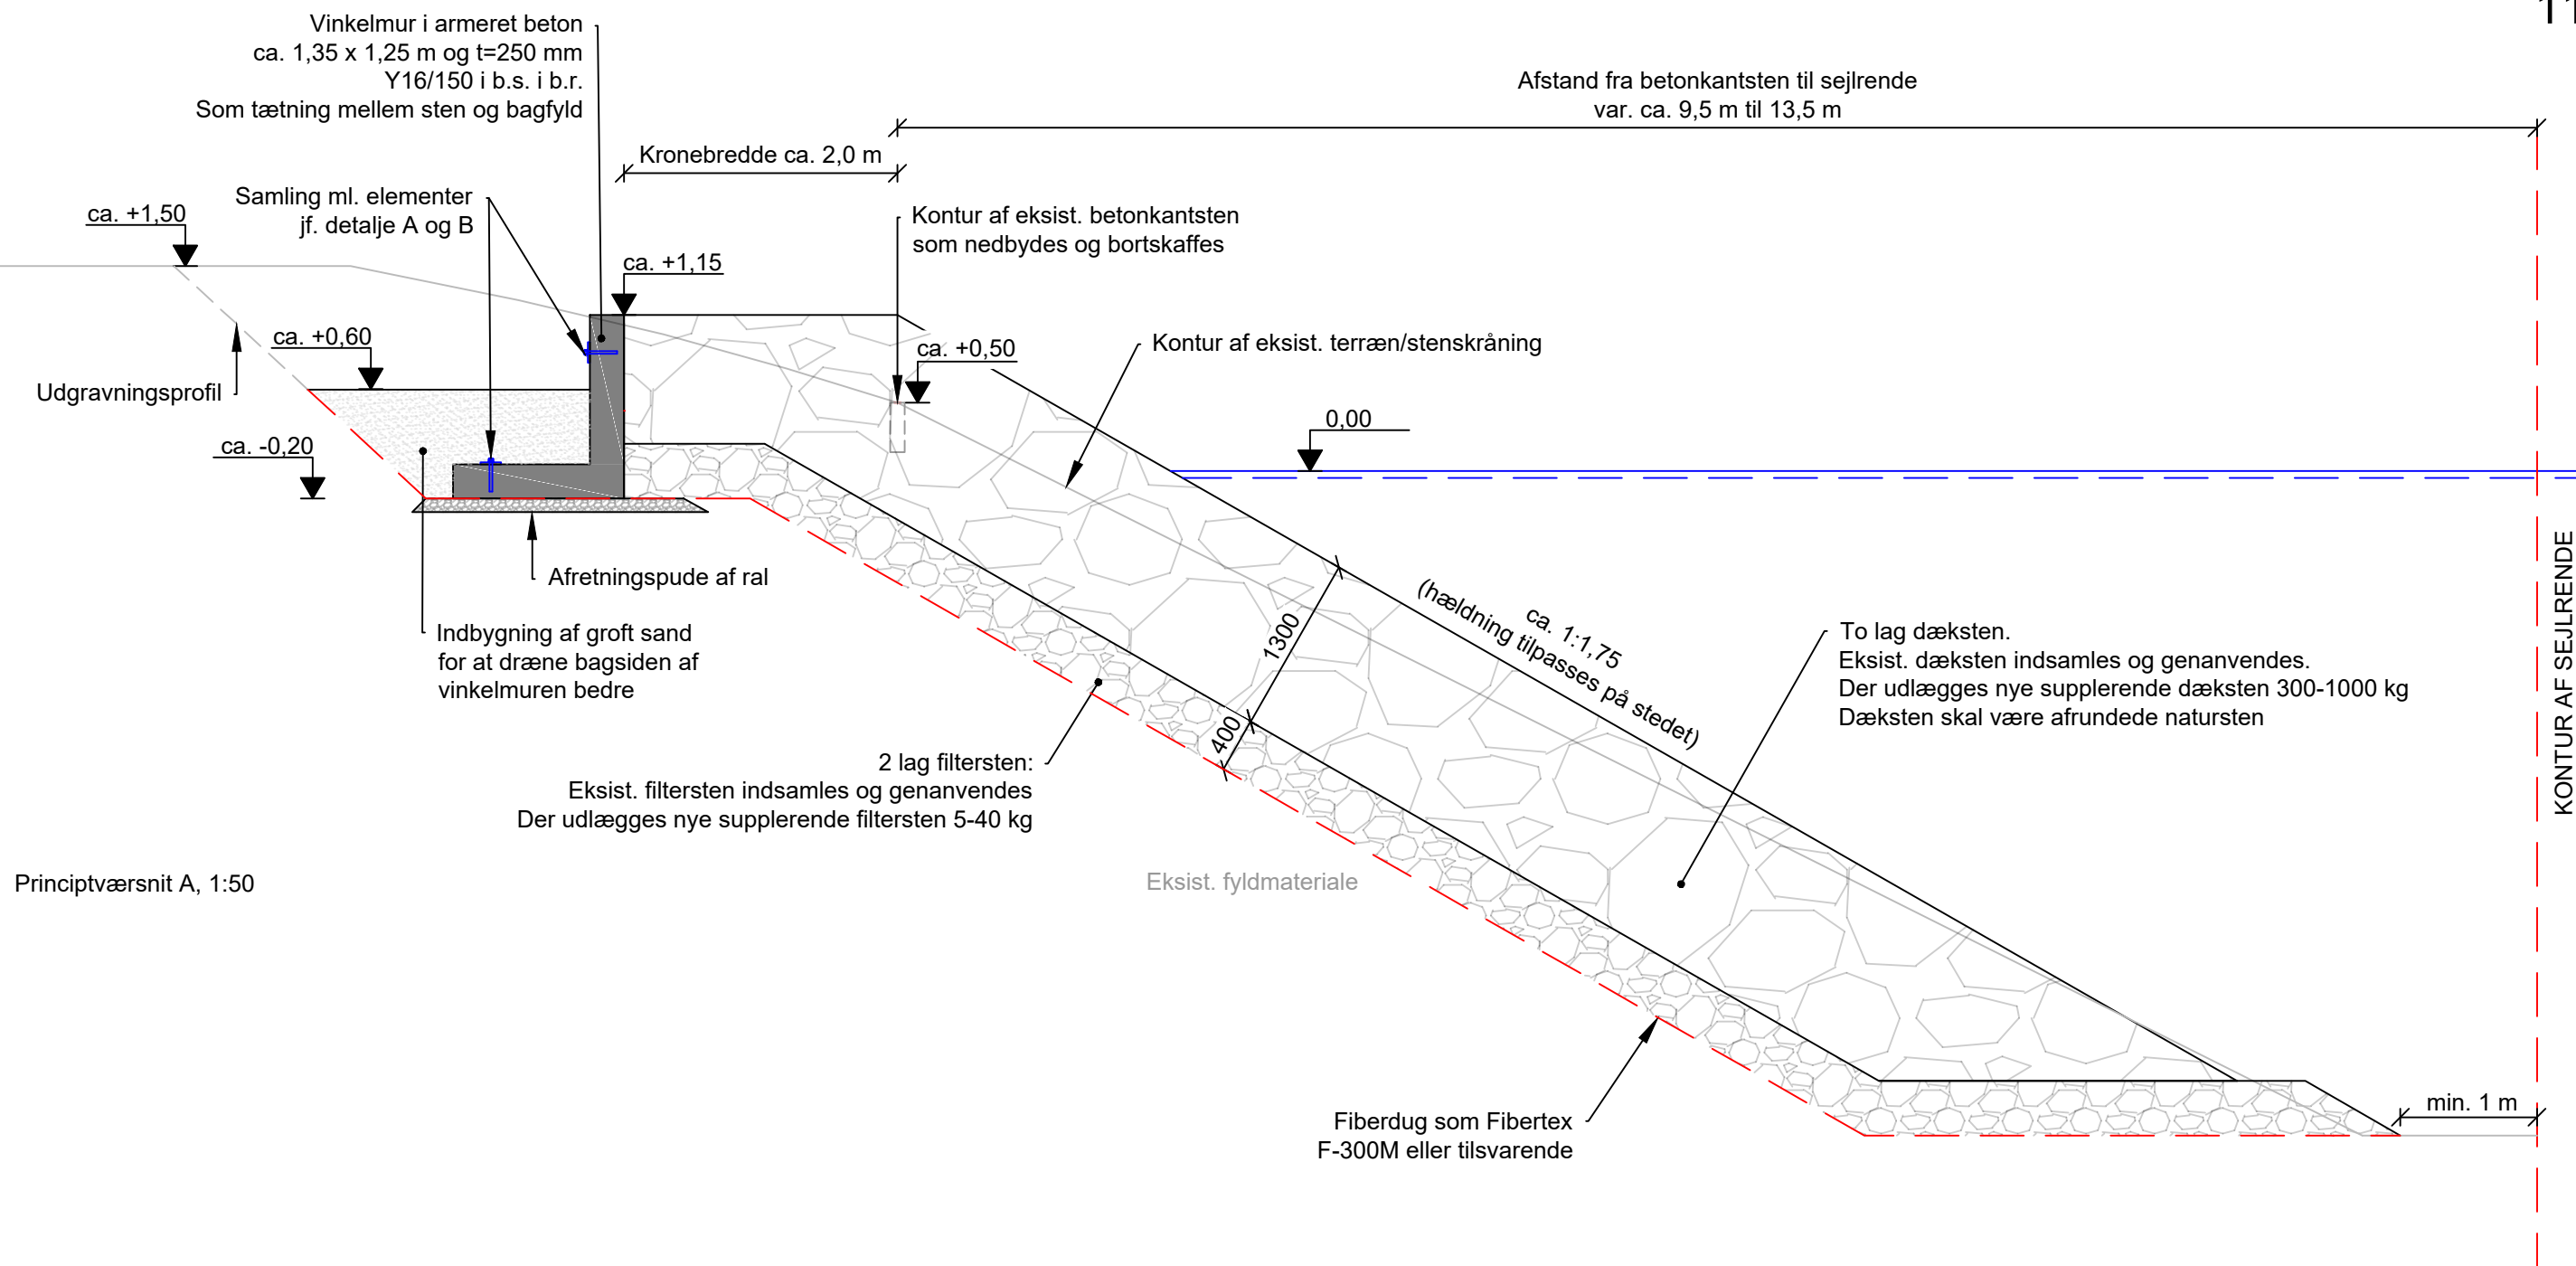 11
Vinkelmur i armeret beton
ca. 1,35 x 1,25 m og t=250 mm
Y16/150 i b.s. i b.r.
Som tætning mellem sten og bagfyld
Afstand fra betonkantsten til sejlrende
var. ca. 9,5 m til 13,5 m
Kronebredde ca. 2,0 m
Samling ml. elementer
jf. detalje A og B
ca. +1,50
Kontur af eksist. betonkantsten
som nedbydes og bortskaffes
ca. +1,15
ca. +0,60
ca. +0,50
Kontur af eksist. terræn/stenskråning
Udgravningsprofil
0,00
ca. -0,20
Afretningspude af ral
Indbygning af groft sand
for at dræne bagsiden af
vinkelmuren bedre
1300
400
ca. 1:1,75
(hældning tilpasses på stedet)
To lag dæksten.
Eksist. dæksten indsamles og genanvendes.
Der udlægges nye supplerende dæksten 300-1000 kg
Dæksten skal være afrundede natursten
KONTUR AF SEJLRENDE
2 lag filtersten:
Eksist. filtersten indsamles og genanvendes
Der udlægges nye supplerende filtersten 5-40 kg
Principtværsnit A, 1:50
Eksist. fyldmateriale
min. 1 m
Fiberdug som Fibertex
F-300M eller tilsvarende